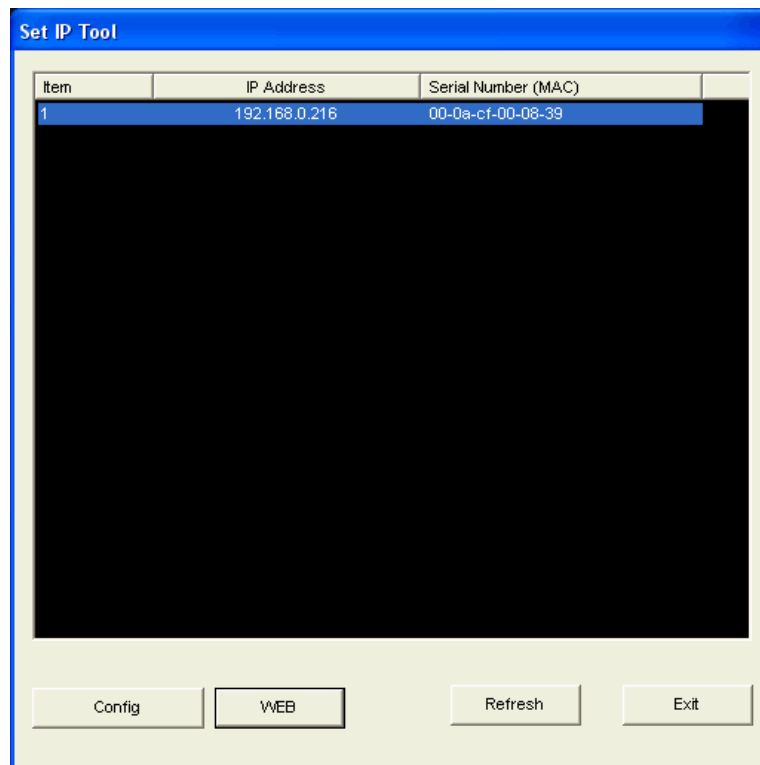 Set IP Tool
Item IP Address Serial Number (MAC)
1 192.168.0.216 00-0a-cf-00-08-39
Config WEB Refresh Exit